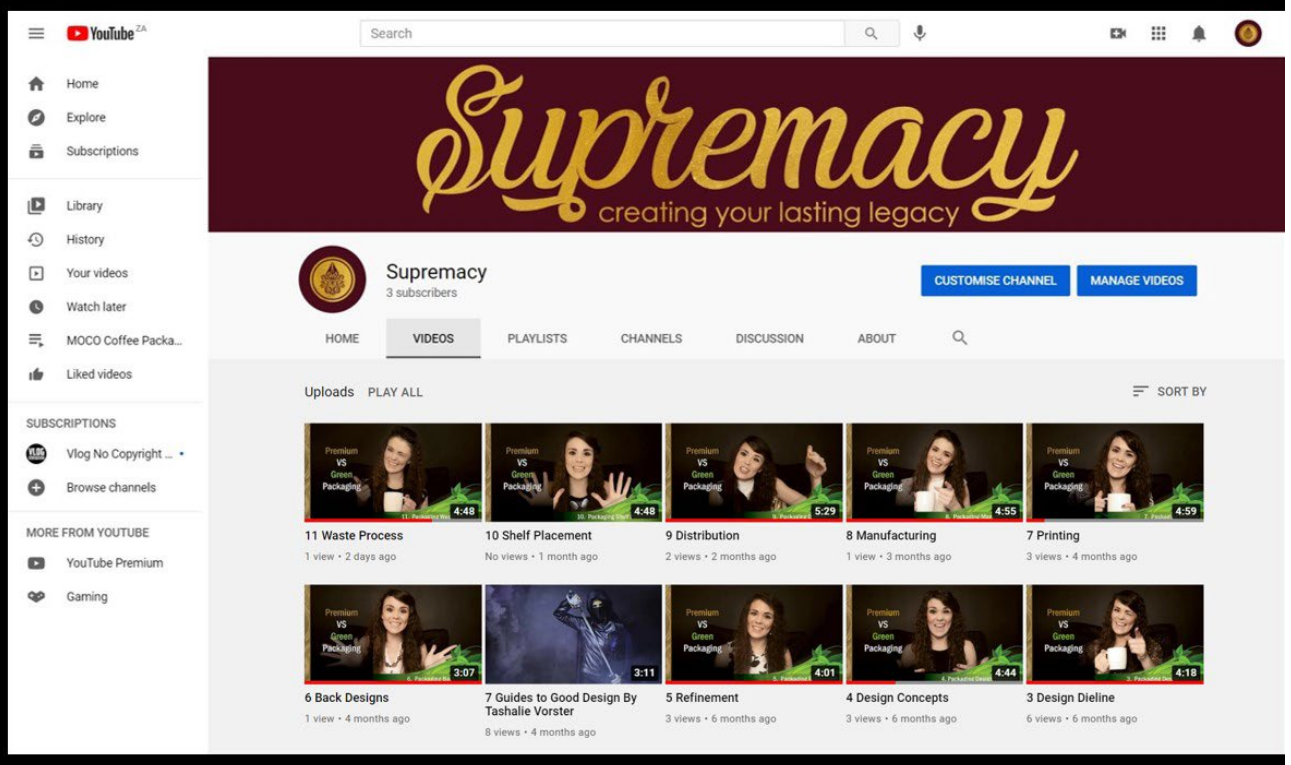 YouTube ZA
Search
Home
Explore
Subscriptions
Library
History
Your videos
Watch later
MOCO Coffee Packa...
Liked videos
SUBSCRIPTIONS
Vlog No Copyright ...
Browse channels
MORE FROM YOUTUBE
YouTube Premium
Gaming
Supremacy
creating your lasting legacy
Supremacy
3 subscribers
CUSTOMISE CHANNEL MANAGE VIDEOS
HOME VIDEOS PLAYLISTS CHANNELS DISCUSSION ABOUT
Uploads PLAY ALL SORT BY
Premium
VS
Green
Packaging
4:48
11 Waste Process
1 view • 2 days ago
Premium
VS
Green
Packaging
4:48
10 Shelf Placement
No views • 1 month ago
Premium
VS
Green
Packaging
5:29
9 Distribution
2 views • 2 months ago
Premium
VS
Green
Packaging
4:55
8 Manufacturing
1 view • 3 months ago
Premium
VS
Green
Packaging
4:59
7 Printing
3 views • 4 months ago
Premium
VS
Green
Packaging
3:07
6 Back Designs
1 view • 4 months ago
3:11
7 Guides to Good Design By
Tashalie Vorster
8 views • 4 months ago
Premium
VS
Green
Packaging
4:01
5 Refinement
3 views • 6 months ago
Premium
VS
Green
Packaging
4:44
4 Design Concepts
3 views • 6 months ago
Premium
VS
Green
Packaging
4:18
3 Design Dieline
6 views • 6 months ago